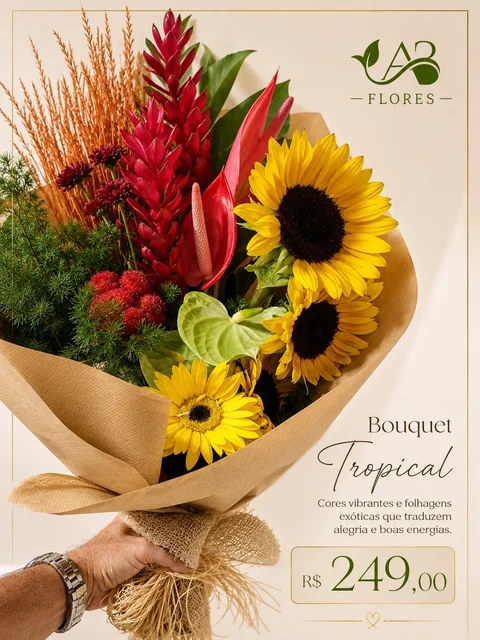 AB
FLORES
Bouquet
Tropical
Cores vibrantes e folhagens
exóticas que traduzem
alegria e boas energias.
R$ 249,00